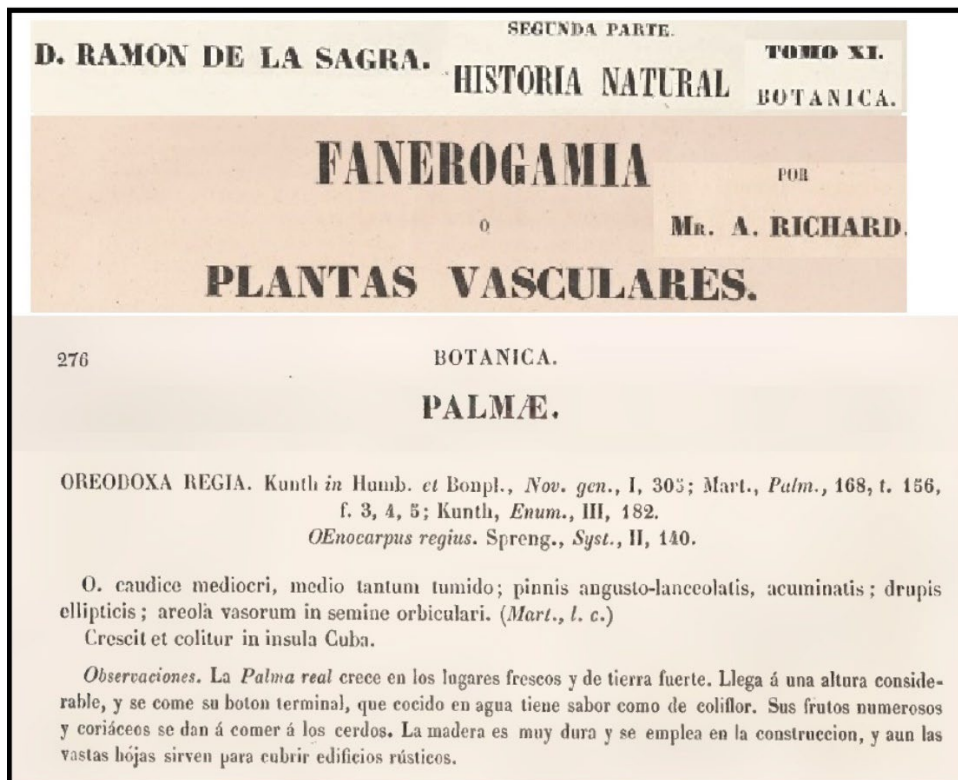 SEGUNDA PARTE.
D. RAMON DE LA SAGRA.
HISTORIA NATURAL
TOMO XI.
BOTANICA.
FANEROGAMIA
O
PLANTAS VASCULARES.
POR
MR. A. RICHARD.
276
BOTANICA.
PALMÆ.
OREODOXA REGIA. Kunth in Humb. et Bonpl., Nov. gen., I, 305; Mart., Palm., 168, t. 156,
f. 3, 4, 5; Kunth, Enum., III, 182.
OEnocarpus regius. Spreng., Syst., II, 140.
O. caudice mediocri, medio tantum tumido; pinnis angusto-lanceolatis, acuminatis; drupis
ellipticis; areolà vasorum in semine orbiculari. (Mart., l. c.)
Crescit et colitur in insula Cuba.
Observaciones. La Palma real crece en los lugares frescos y de tierra fuerte. Llega á una altura conside-
rable, y se come su boton terminal, que cocido en agua tiene sabor como de coliflor. Sus frutos numerosos
y coriáceos se dan á comer á los cerdos. La madera es muy dura y se emplea en la construccion, y aun las
vastas hójas sirven para cubrir edificios rústicos.